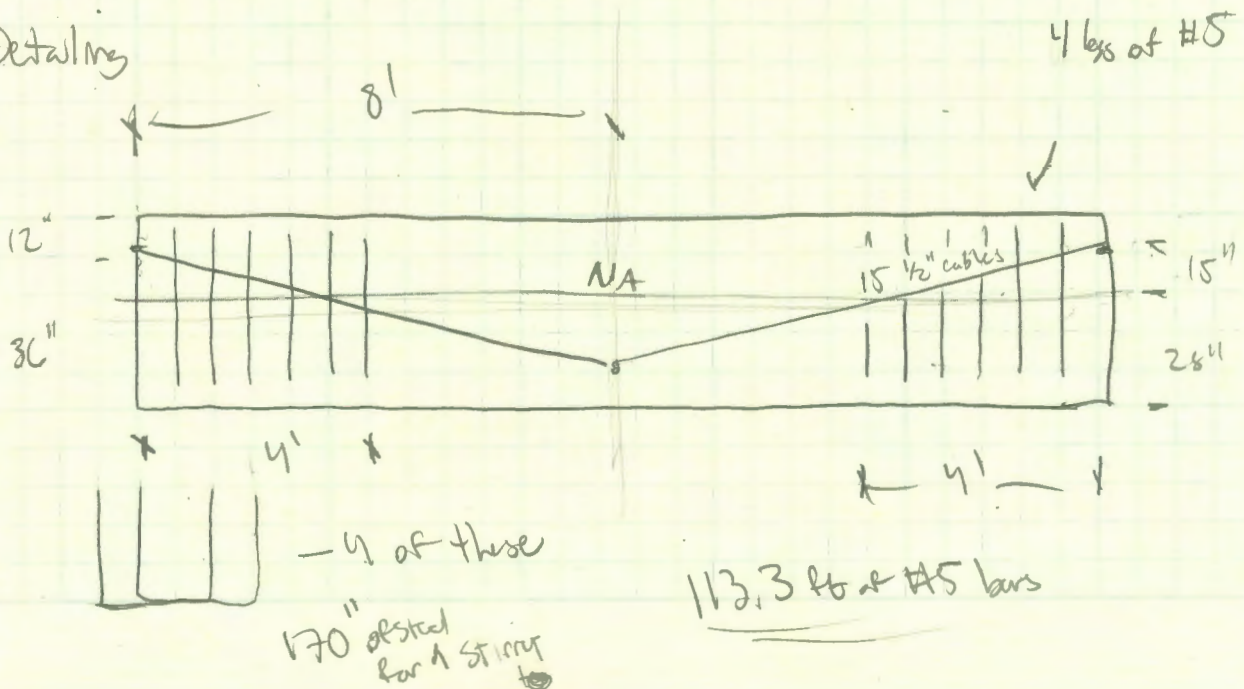 Detailing
4 legs of #5
8'
12"
NA
15 1/2" cables
15"
36"
28"
4'
4'
- 4 of these
170" of steel
for 1 stirrup
113.3 ft of #5 bars